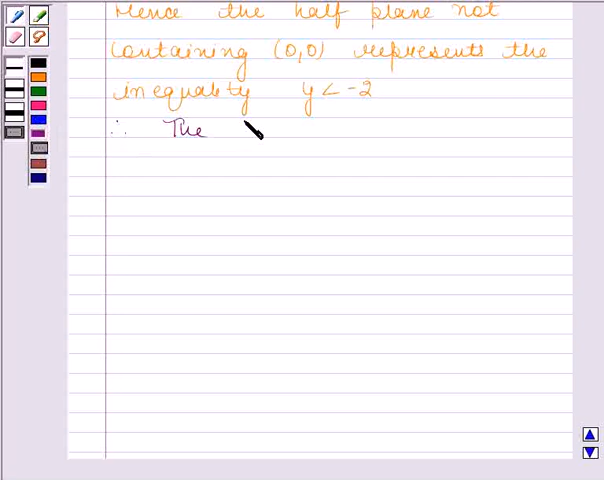 Hence the half plane not
containing (0,0) represents the
inequality y < -2
∴ The